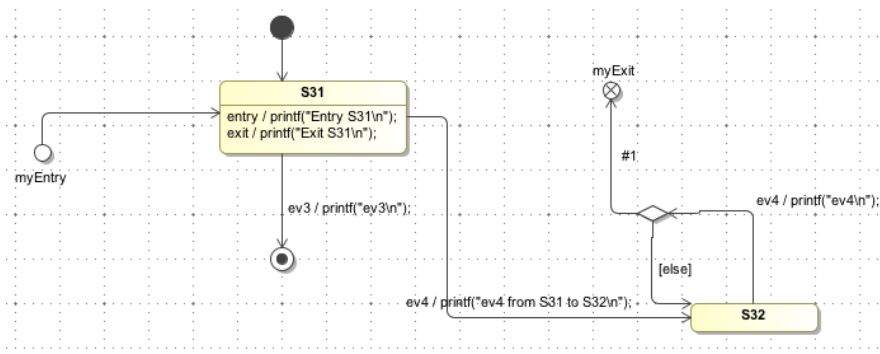 myExit
S31
entry / printf("Entry S31\n");
exit / printf("Exit S31\n");
#1
myEntry
ev4 / printf("ev4\n");
ev3 / printf("ev3\n");
[else]
ev4 / printf("ev4 from S31 to S32\n");
S32